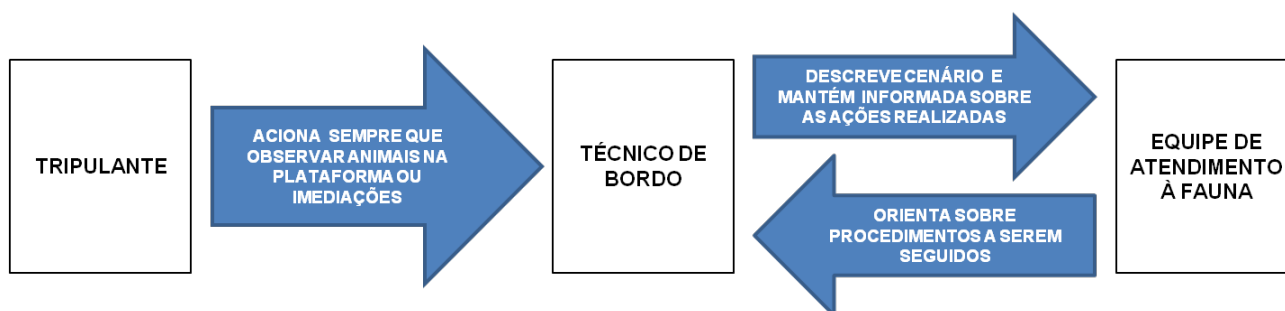 TRIPULANTE
ACIONA SEMPRE QUE
OBSERVAR ANIMAIS NA
PLATAFORMA OU
IMEDIAÇÕES
TÉCNICO DE
BORDO
DESCREVE CENÁRIO E
MANTÉM INFORMADA SOBRE
AS AÇÕES REALIZADAS
ORIENTA SOBRE
PROCEDIMENTOS A SEREM
SEGUIDOS
EQUIPE DE
ATENDIMENTO
À FAUNA